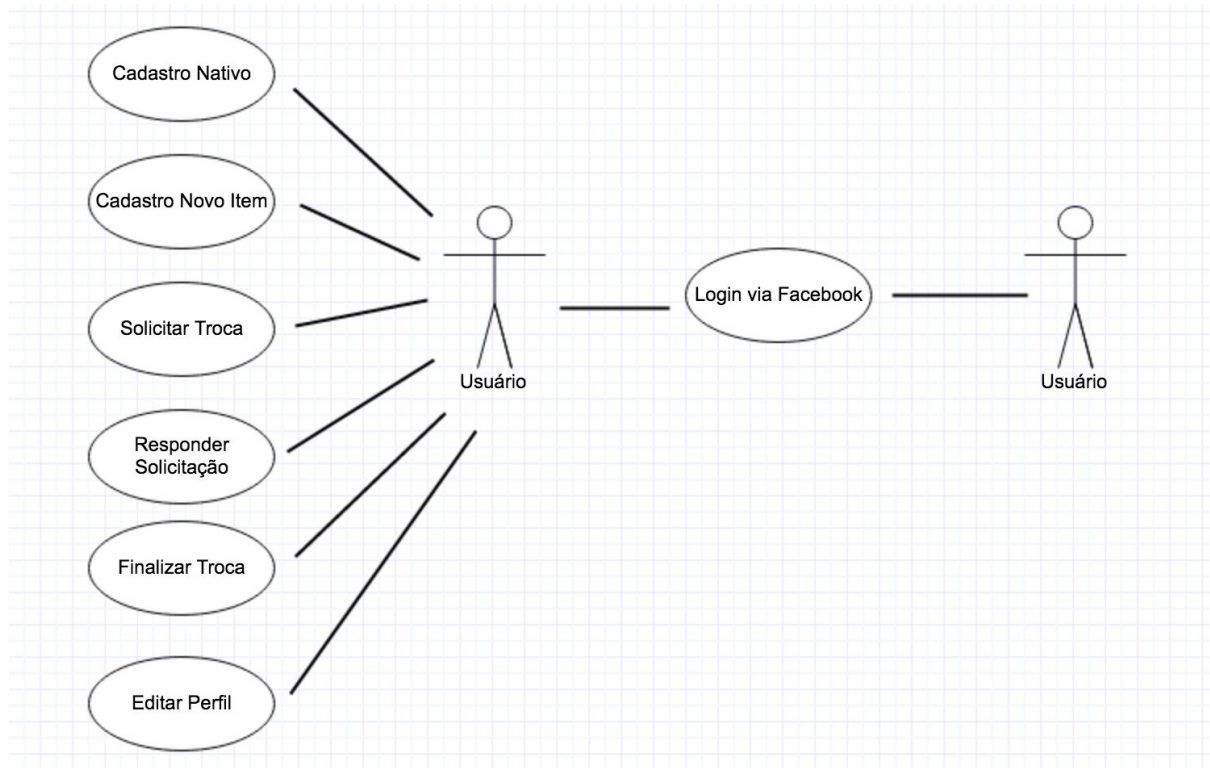 Cadastro Nativo
Cadastro Novo Item
Solicitar Troca
Responder
Solicitação
Finalizar Troca
Editar Perfil
Usuário
Login via Facebook
Usuário